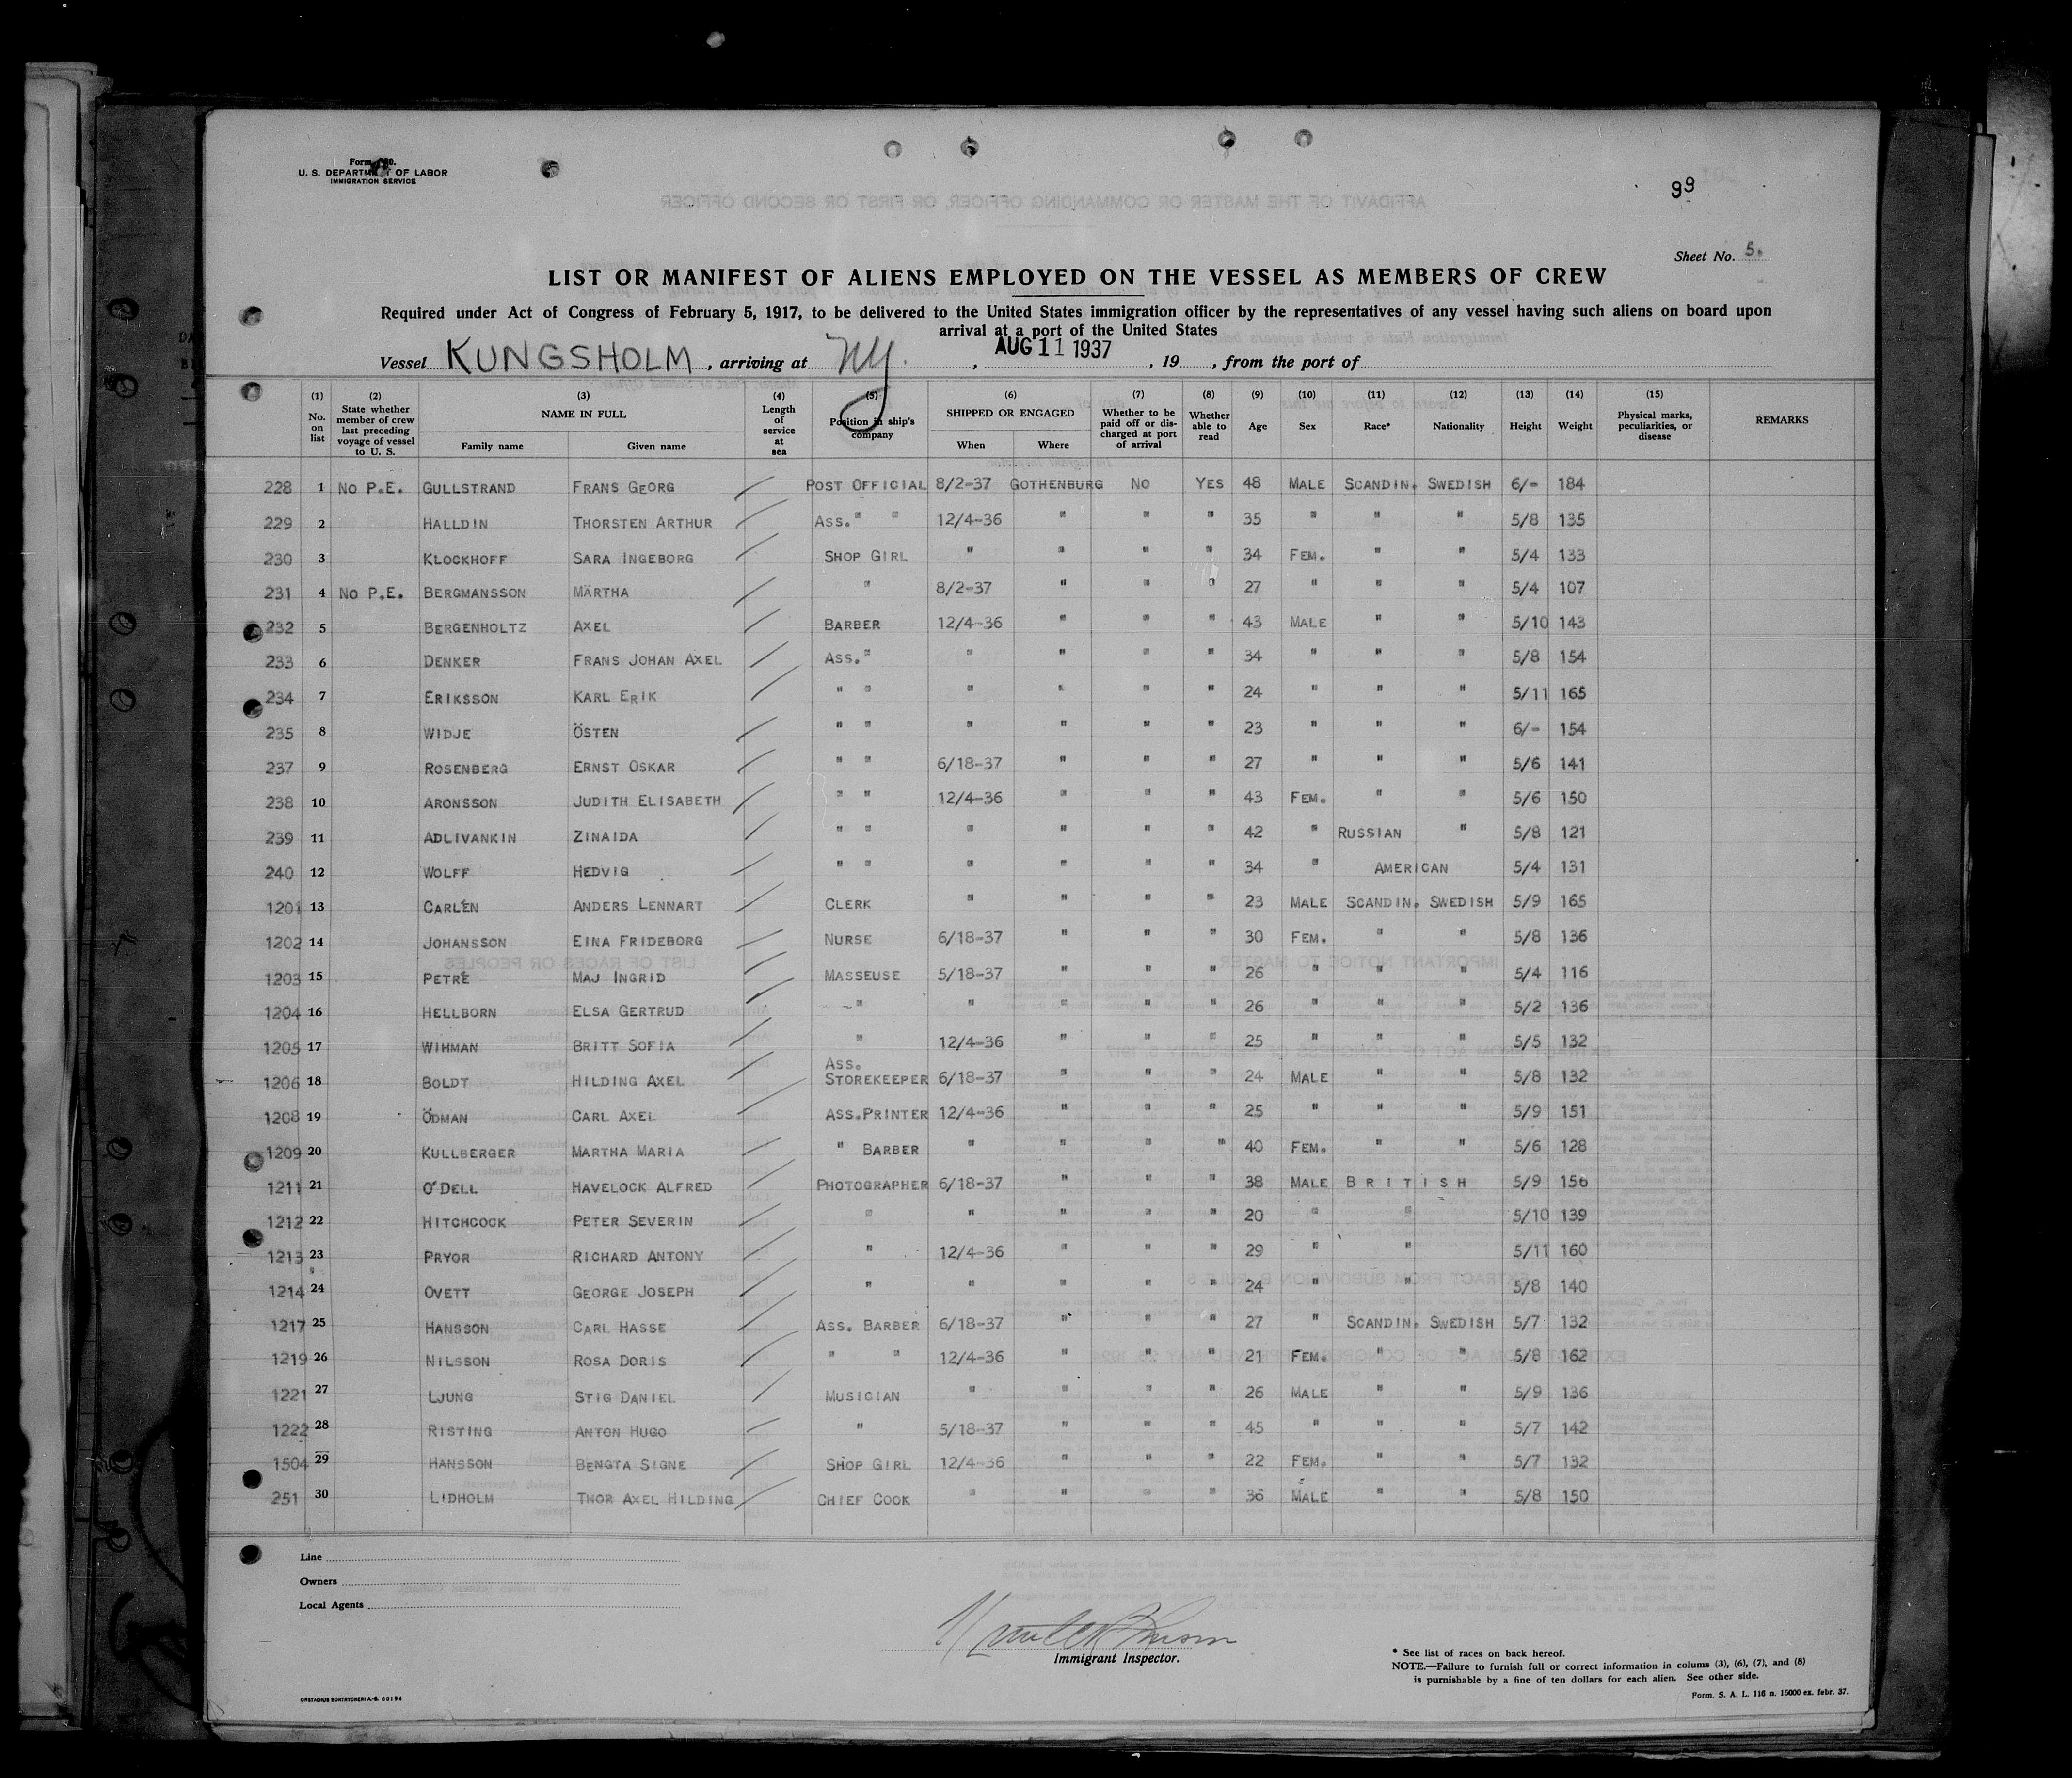 U. S. DEPARTMENT OF LABOR
IMMIGRATION SERVICE
99
Sheet No. 5.
LIST OR MANIFEST OF ALIENS EMPLOYED ON THE VESSEL AS MEMBERS OF CREW
Required under Act of Congress of February 5, 1917, to be delivered to the United States immigration officer by the representatives of any vessel having such aliens on board upon
arrival at a port of the United States
Vessel KUNGSHOLM, arriving at NY., AUG 11 1937, 19, from the port of
(1) No. on list (2) State whether member of crew last preceding voyage of vessel to U. S. (3) NAME IN FULL Family name Given name (4) Length of service at sea (5) Position in ship's company (6) SHIPPED OR ENGAGED When Where (7) Whether to be paid off or discharged at port of arrival (8) Whether able to read (9) Age (10) Sex (11) Race* (12) Nationality (13) Height (14) Weight (15) Physical marks, peculiarities, or disease REMARKS
228 1 NO P.E. GULLSTRAND FRANS GEORG / POST OFFICIAL 8/2-37 GOTHENBURG NO YES 48 MALE SCANDIN. SWEDISH 6/- 184
229 2 HALLDIN THORSTEN ARTHUR / ASS. " " 12/4-36 " " " 35 " " " 5/8 135
230 3 KLOCKHOFF SARA INGEBORG / SHOP GIRL " " " " 34 FEM. " " 5/4 133
231 4 NO P.E. BERGMANSSON MÄRTHA / " 8/2-37 " " " 27 " " " 5/4 107
232 5 BERGENHOLTZ AXEL / BARBER 12/4-36 " " " 43 MALE " " 5/10 143
233 6 DENKER FRANS JOHAN AXEL / ASS. " " " " " 34 " " " 5/8 154
234 7 ERIKSSON KARL ERIK / " " " " " " 24 " " " 5/11 165
235 8 WIDJE ÖSTEN / " " " " " " 23 " " " 6/- 154
237 9 ROSENBERG ERNST OSKAR / " " 6/18-37 " " " 27 " " " 5/6 141
238 10 ARONSSON JUDITH ELISABETH / " " 12/4-36 " " " 43 FEM. " " 5/6 150
239 11 ADLIVANKIN ZINAIDA / " " " " " " 42 " RUSSIAN " 5/8 121
240 12 WOLFF HEDVIG / " " " " " " 34 " AMERICAN 5/4 131
1201 13 CARLÉN ANDERS LENNART / CLERK " " " " 23 MALE SCANDIN. SWEDISH 5/9 165
1202 14 JOHANSSON EINA FRIDEBORG / NURSE 6/18-37 " " " 30 FEM. " " 5/8 136
1203 15 PETRÉ MAJ INGRID / MASSEUSE 5/18-37 " " " 26 " " " 5/4 116
1204 16 HELLBORN ELSA GERTRUD / " " " " " 26 " " " 5/2 136
1205 17 WIHMAN BRITT SOFIA / " 12/4-36 " " " 25 " " " 5/5 132
1206 18 BOLDT HILDING AXEL / ASS. STOREKEEPER 6/18-37 " " " 24 MALE " " 5/8 132
1208 19 ÖDMAN CARL AXEL / ASS.PRINTER 12/4-36 " " " 25 " " " 5/9 151
1209 20 KULLBERGER MARTHA MARIA / " BARBER " " " " 40 FEM. " " 5/6 128
1211 21 O'DELL HAVELOCK ALFRED / PHOTOGRAPHER 6/18-37 " " " 38 MALE BRITISH 5/9 156
1212 22 HITCHCOCK PETER SEVERIN / " " " " " 20 " " 5/10 139
1213 23 PRYOR RICHARD ANTONY / " 12/4-36 " " " 29 " " 5/11 160
1214 24 OVETT GEORGE JOSEPH / " " " " " 24 " " 5/8 140
1217 25 HANSSON CARL HASSE / ASS. BARBER 6/18-37 " " " 27 " SCANDIN. SWEDISH 5/7 132
1219 26 NILSSON ROSA DORIS / " " 12/4-36 " " " 21 FEM. " " 5/8 162
1221 27 LJUNG STIG DANIEL / MUSICIAN " " " " 26 MALE " " 5/9 136
1222 28 RISTING ANTON HUGO / " 5/18-37 " " " 45 " " " 5/7 142
1504 29 HANSSON BENGTA SIGNE / SHOP GIRL 12/4-36 " " " 22 FEM. " " 5/7 132
251 30 LIDHOLM THOR AXEL HILDING / CHIEF COOK " " " " 36 MALE " " 5/8 150
Line
Owners
Local Agents
Immigrant Inspector.
* See list of races on back hereof.
NOTE.—Failure to furnish full or correct information in colums (3), (6), (7), and (8)
is punishable by a fine of ten dollars for each alien. See other side.
Form. S. A. L. 116 n. 15000 ex. febr. 37.